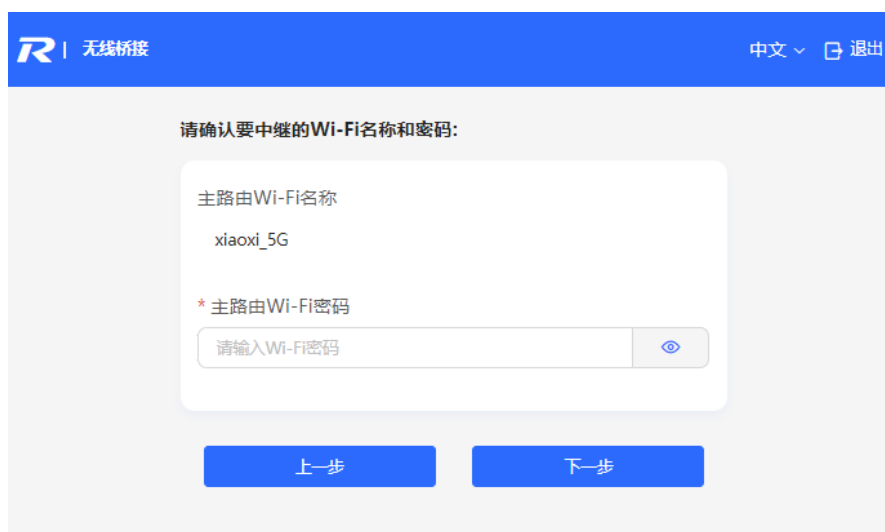 R | 无线桥接 中文 退出
请确认要中继的Wi-Fi名称和密码:
主路由Wi-Fi名称
xiaoxi_5G
* 主路由Wi-Fi密码
请输入Wi-Fi密码
上一步 下一步